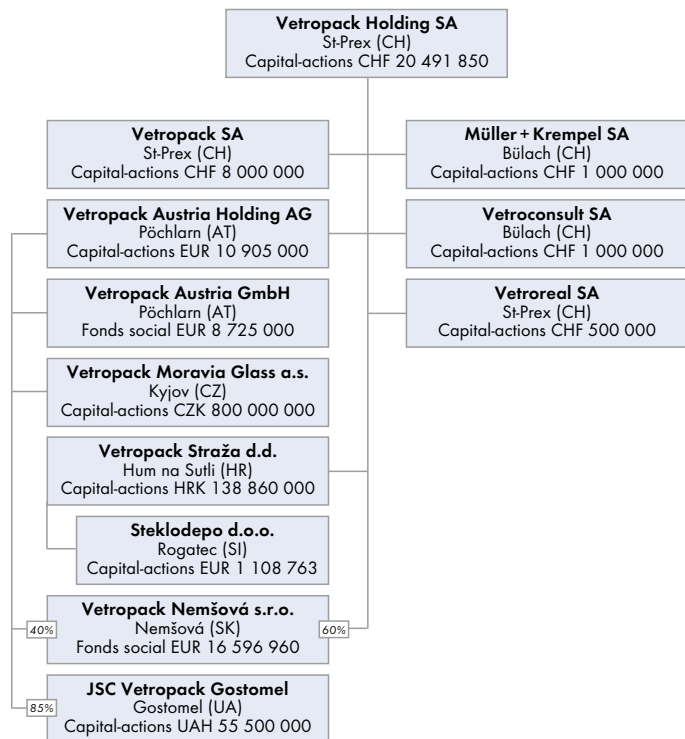 Vetropack Holding SA
St-Prex (CH)
Capital-actions CHF 20 491 850
Vetropack SA
St-Prex (CH)
Capital-actions CHF 8 000 000
Müller + Krempel SA
Bülach (CH)
Capital-actions CHF 1 000 000
Vetropack Austria Holding AG
Pöchlarn (AT)
Capital-actions EUR 10 905 000
Vetroconsult SA
Bülach (CH)
Capital-actions CHF 1 000 000
Vetropack Austria GmbH
Pöchlarn (AT)
Fonds social EUR 8 725 000
Vetroreal SA
St-Prex (CH)
Capital-actions CHF 500 000
Vetropack Moravia Glass a.s.
Kyjov (CZ)
Capital-actions CZK 800 000 000
Vetropack Straža d.d.
Hum na Sutli (HR)
Capital-actions HRK 138 860 000
Steklodepo d.o.o.
Rogatec (SI)
Capital-actions EUR 1 108 763
Vetropack Nemšová s.r.o.
40% Nemšová (SK) 60%
Fonds social EUR 16 596 960
JSC Vetropack Gostomel
85% Gostomel (UA)
Capital-actions UAH 55 500 000